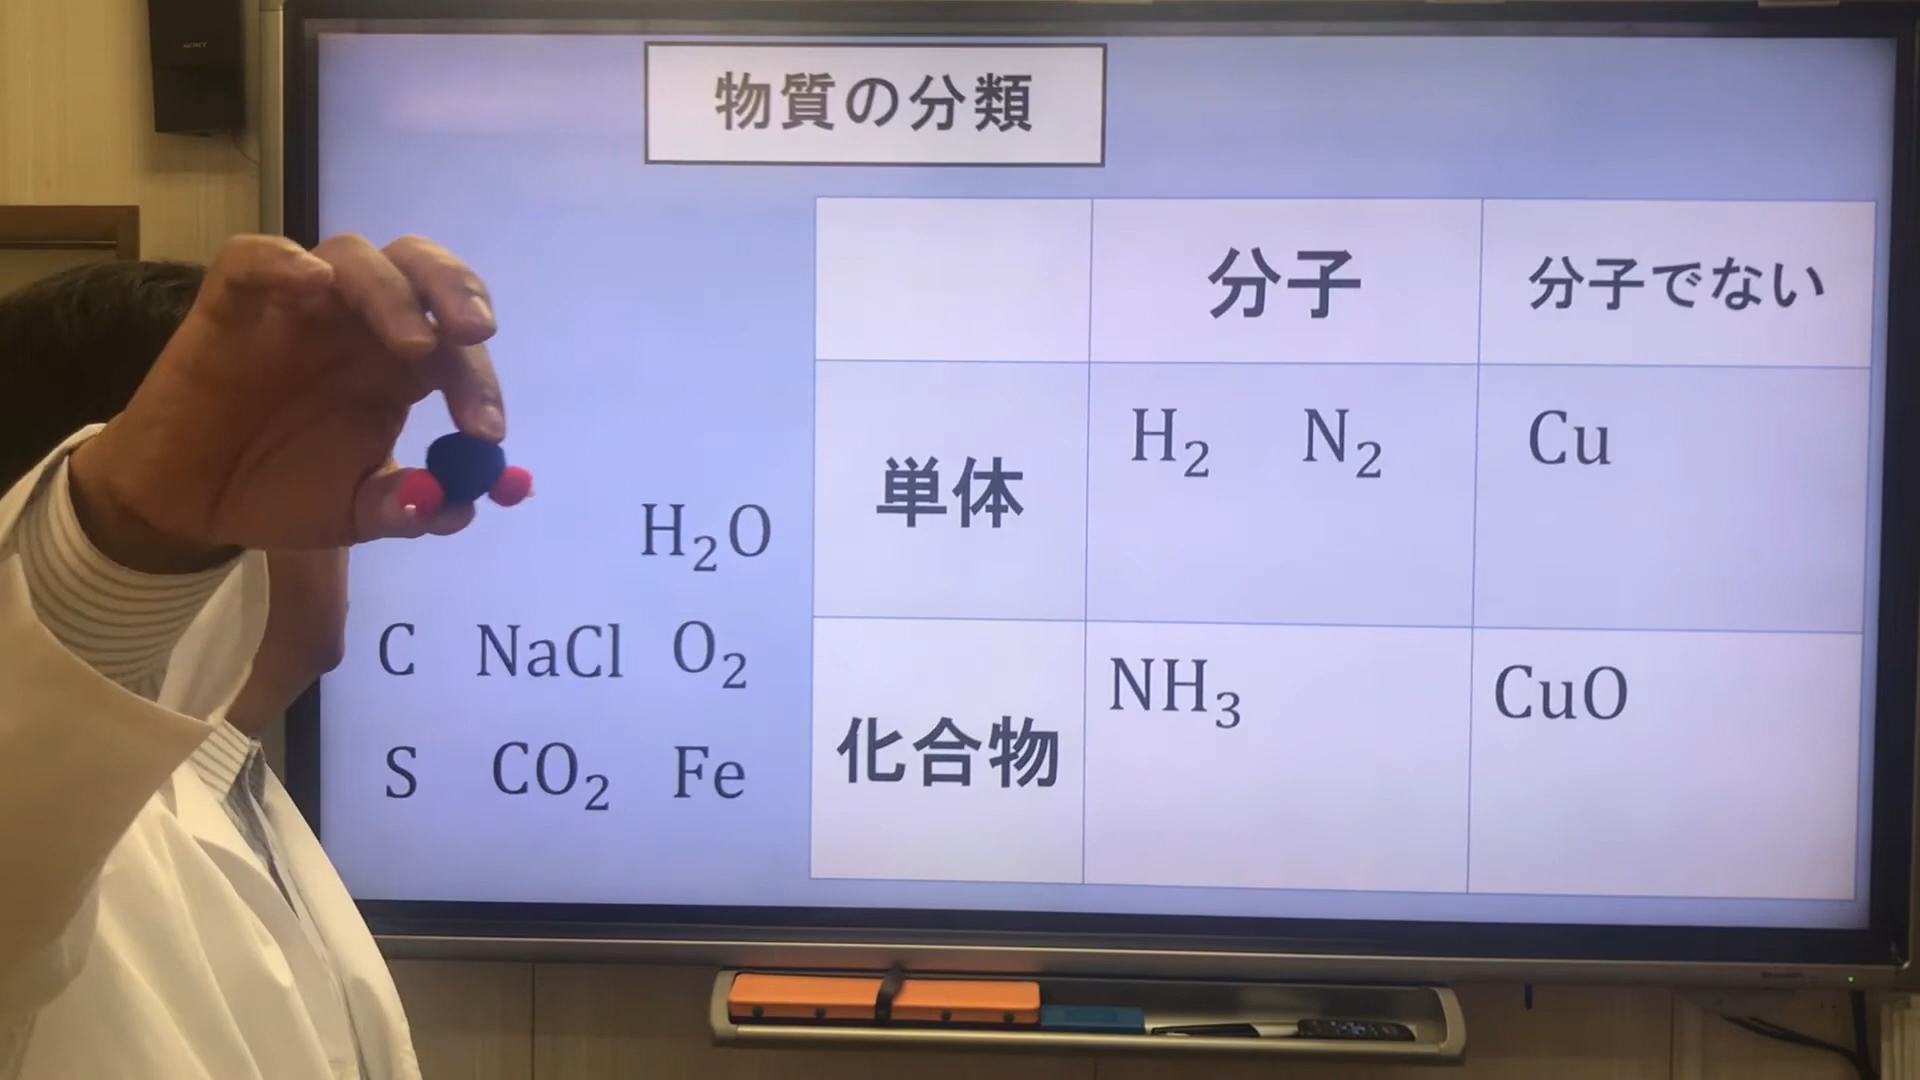 SONY
物質の分類
分子 分子でない
単体 H₂ N₂ Cu
化合物 NH₃ CuO
H₂O
C NaCl O₂
S CO₂ Fe